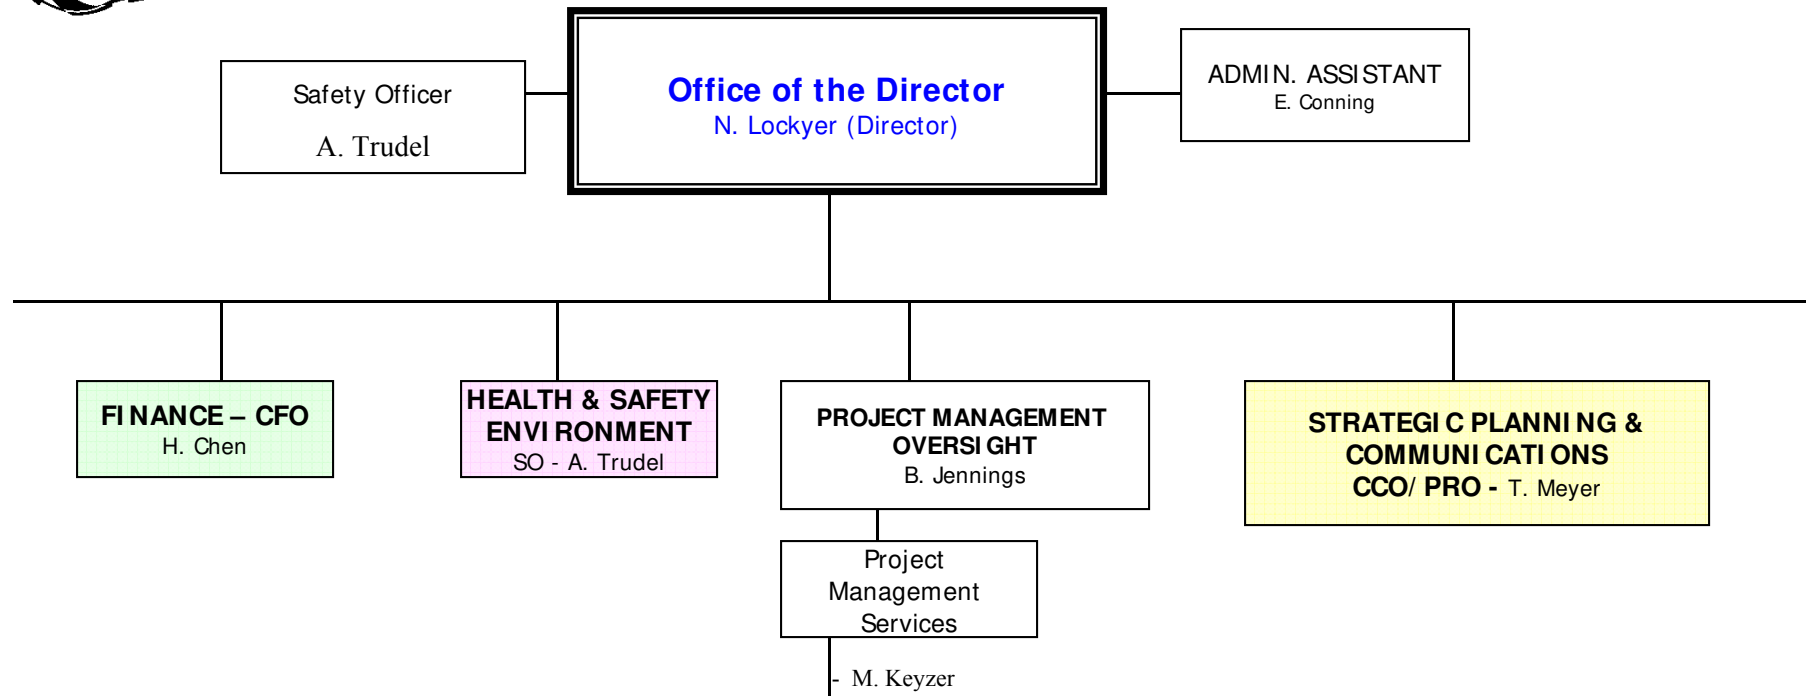 Safety Officer
A. Trudel
Office of the Director
N. Lockyer (Director)
ADMIN. ASSISTANT
E. Conning
FINANCE – CFO
H. Chen
HEALTH & SAFETY
ENVIRONMENT
SO - A. Trudel
PROJECT MANAGEMENT
OVERSIGHT
B. Jennings
STRATEGIC PLANNING &
COMMUNICATIONS
CCO/ PRO - T. Meyer
Project
Management
Services
- M. Keyzer